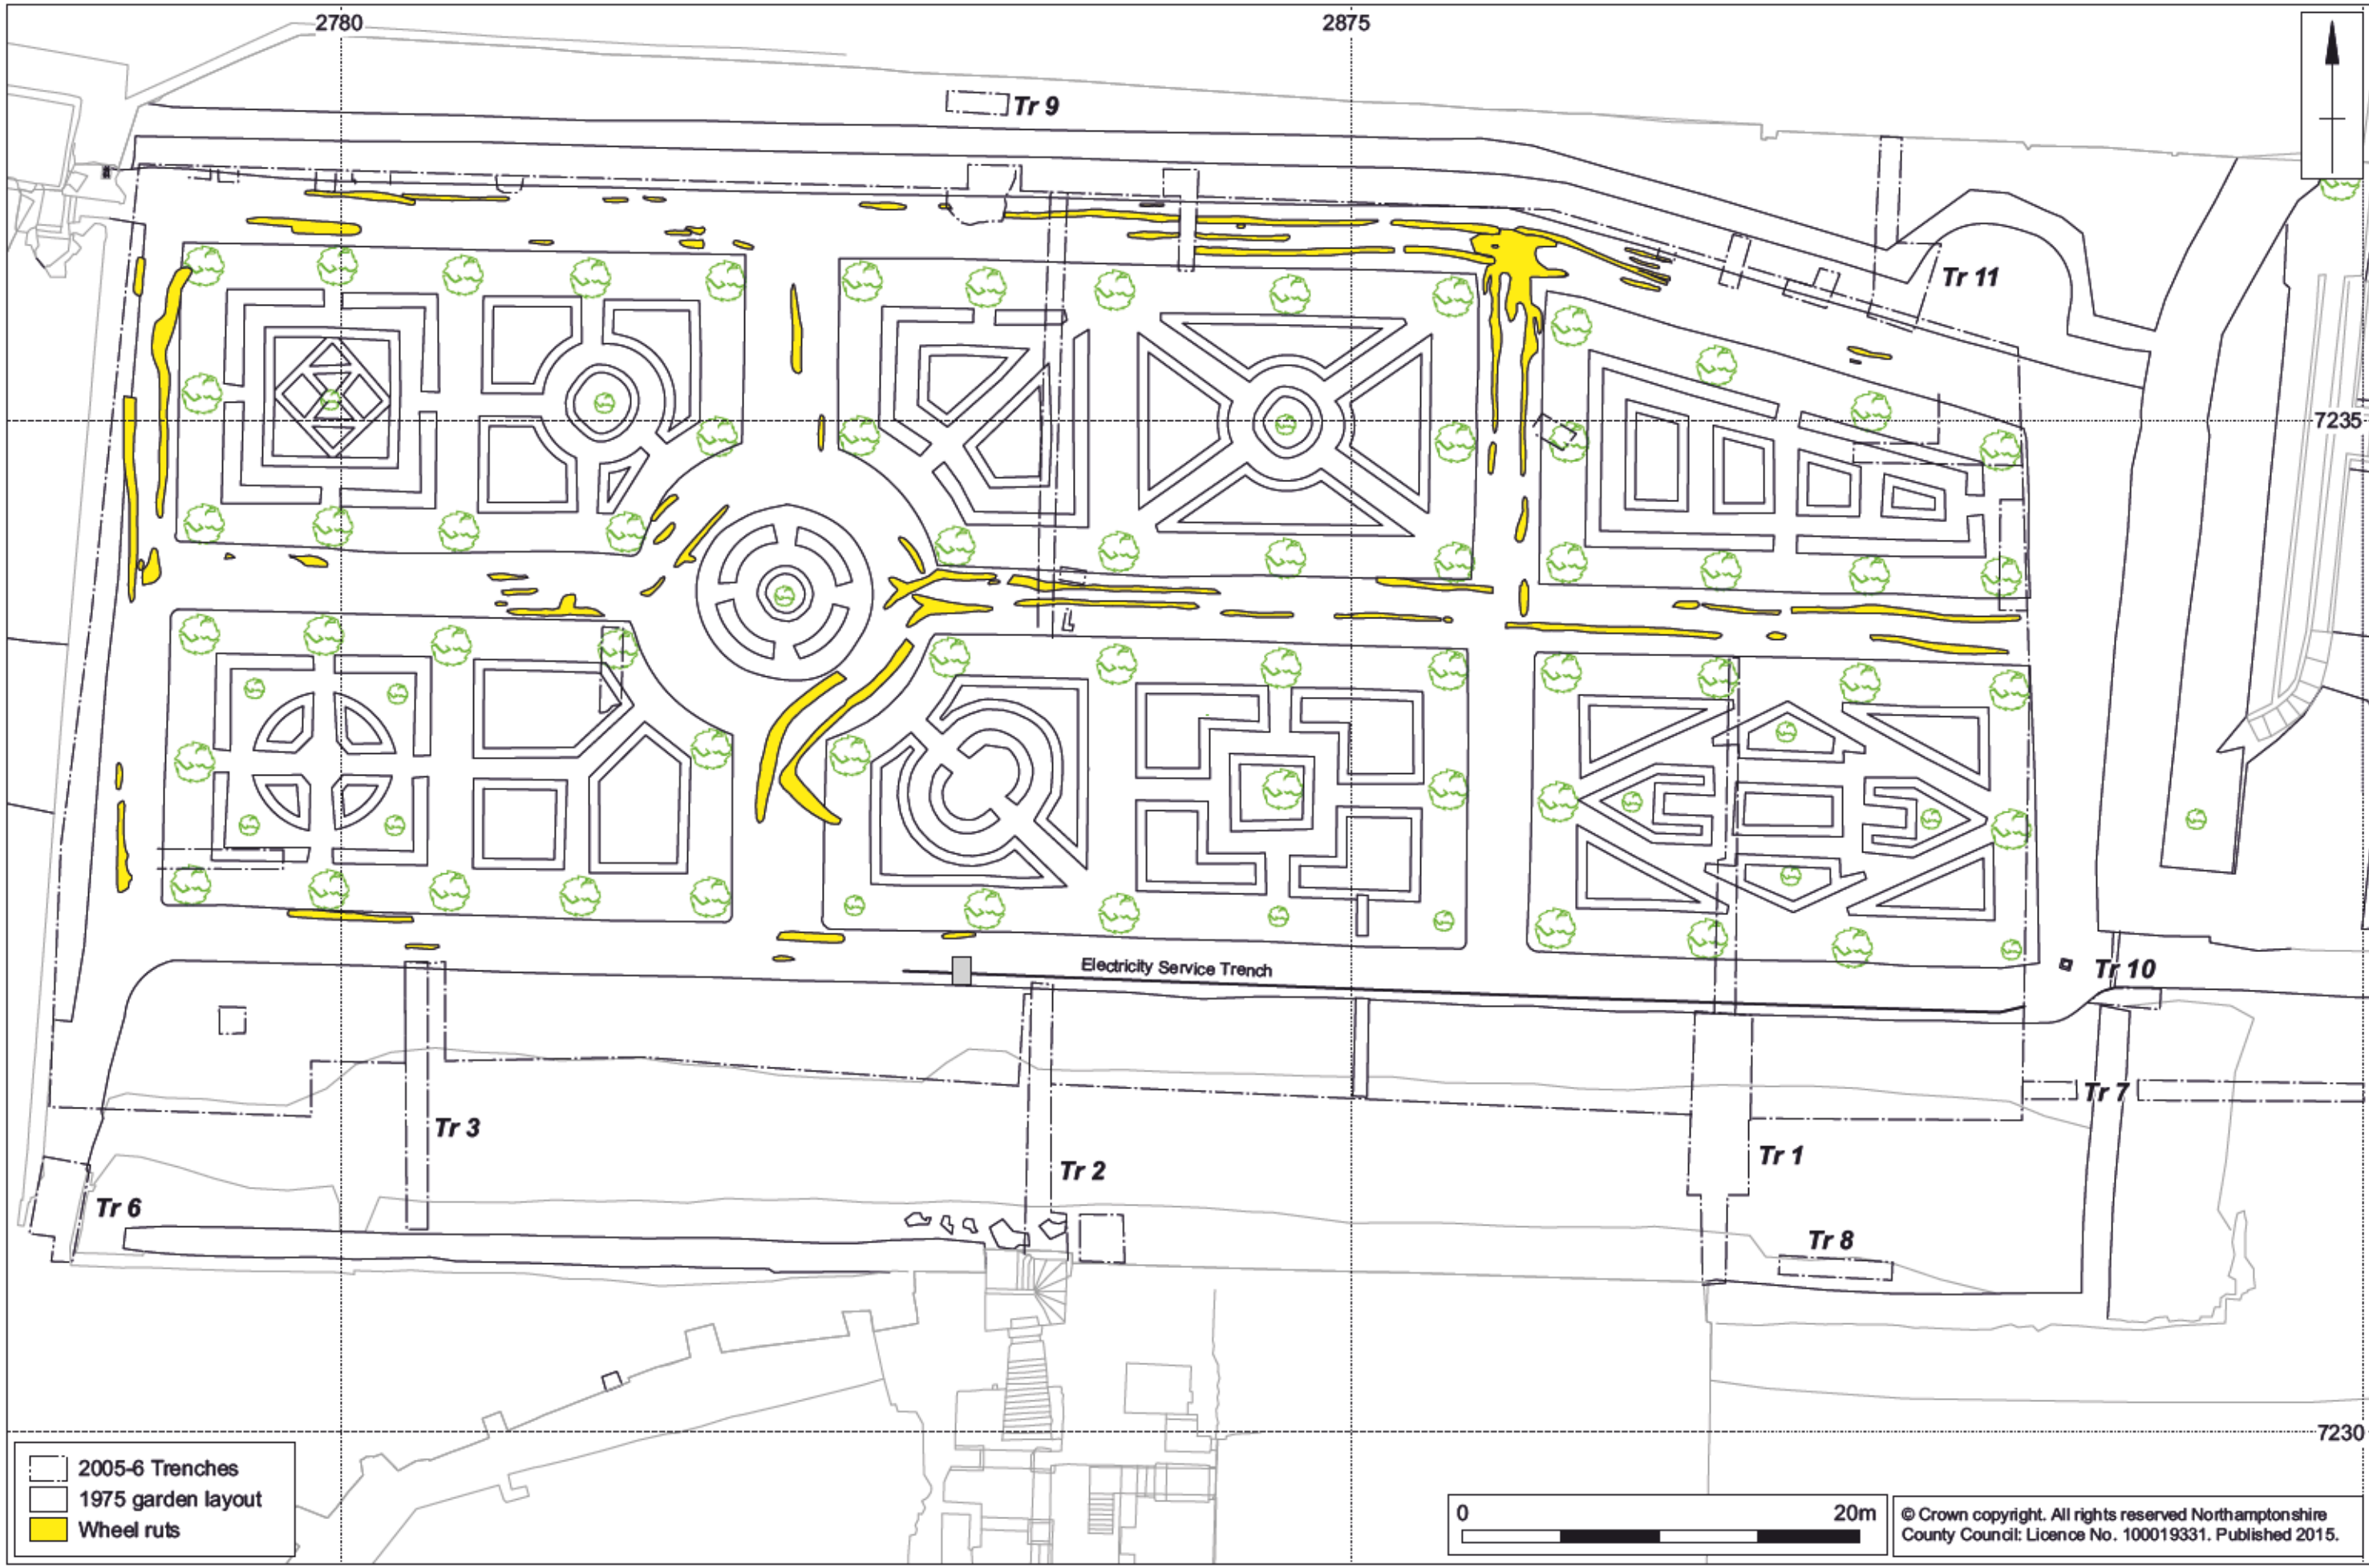 2780
2875
Tr 9
Tr 11
7235
Electricity Service Trench
Tr 10
Tr 7
Tr 3
Tr 1
Tr 2
Tr 6
Tr 8
7230
2005-6 Trenches
1975 garden layout
Wheel ruts
0
20m
© Crown copyright. All rights reserved Northamptonshire
County Council: Licence No. 100019331. Published 2015.